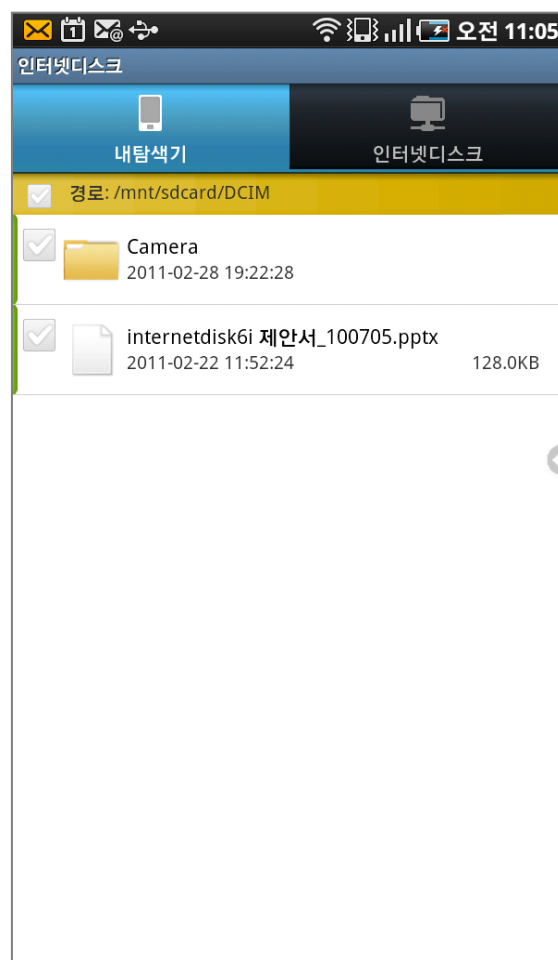 오전 11:05
인터넷디스크
내탐색기
인터넷디스크
경로: /mnt/sdcard/DCIM
Camera
2011-02-28 19:22:28
internetdisk6i 제안서_100705.pptx
2011-02-22 11:52:24 128.0KB